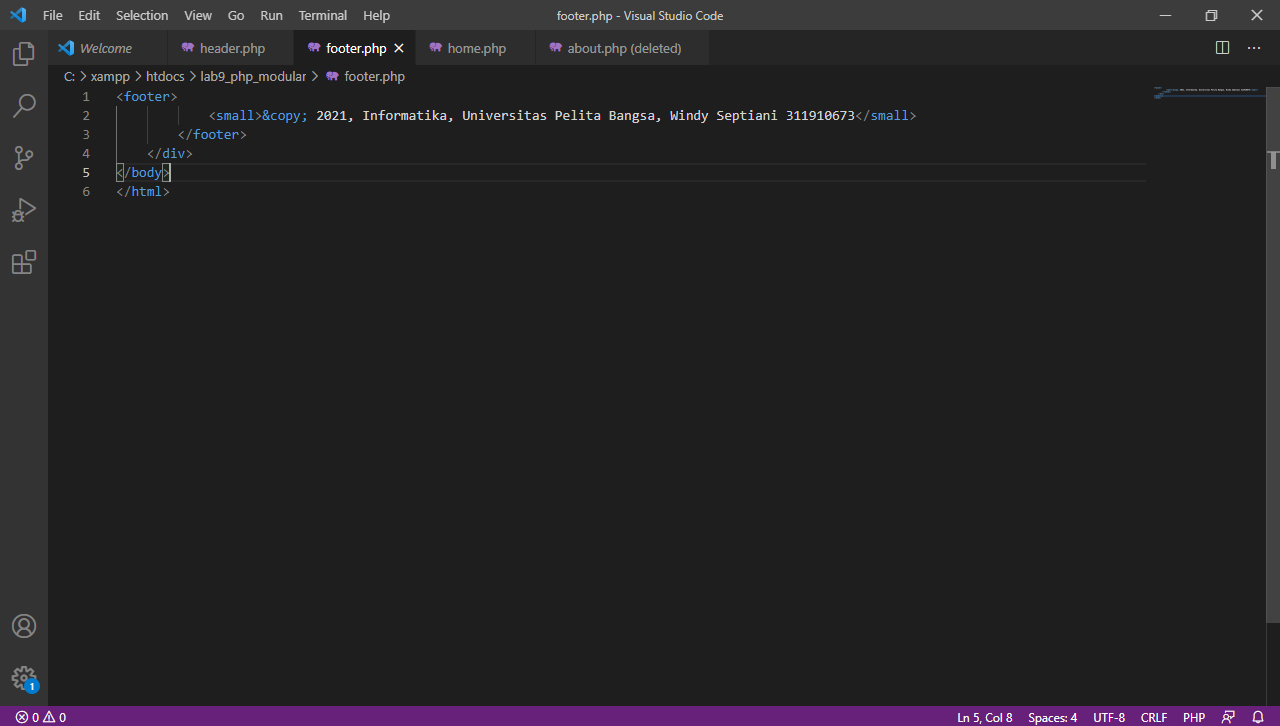 File Edit Selection View Go Run Terminal Help footer.php - Visual Studio Code
Welcome header.php footer.php home.php about.php (deleted)
C: > xampp > htdocs > lab9_php_modular > footer.php
1 <footer>
2 <small>&copy; 2021, Informatika, Universitas Pelita Bangsa, Windy Septiani 311910673</small>
3 </footer>
4 </div>
5 </body>
6 </html>
1
0 0 Ln 5, Col 8 Spaces: 4 UTF-8 CRLF PHP